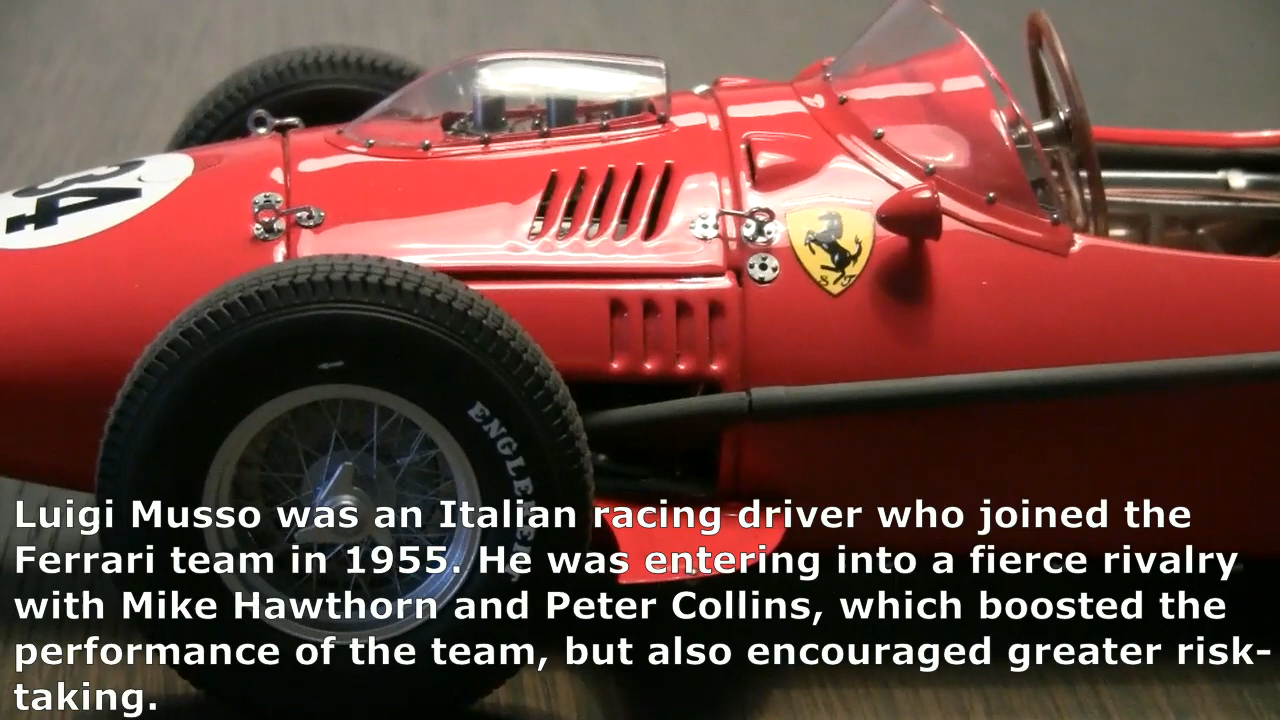 34
S F
ENGLEBERT
Luigi Musso was an Italian racing driver who joined the
Ferrari team in 1955. He was entering into a fierce rivalry
with Mike Hawthorn and Peter Collins, which boosted the
performance of the team, but also encouraged greater risk-
taking.